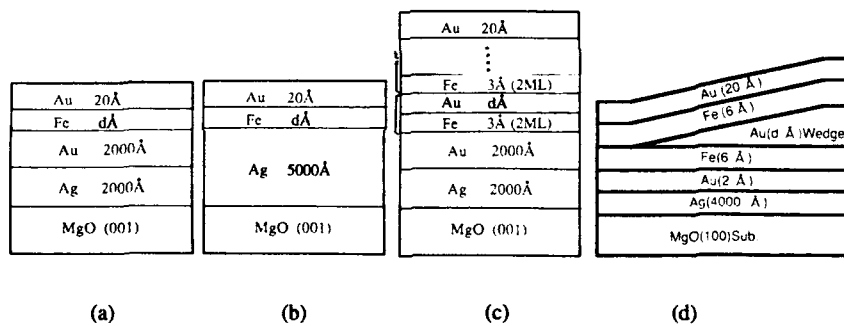 Au 20Å
Fe dÅ
Au 2000Å
Ag 2000Å
MgO (001)
(a)
Au 20Å
Fe dÅ
Ag 5000Å
MgO (001)
(b)
Au 20Å
Fe 3Å (2ML)
Au dÅ
Fe 3Å (2ML)
Au 2000Å
Ag 2000Å
MgO (001)
(c)
Au (20 Å)
Fe (6 Å)
Au(d Å)Wedge
Fe(6 Å)
Au(2 Å)
Ag(4000 Å)
MgO(100)Sub.
(d)